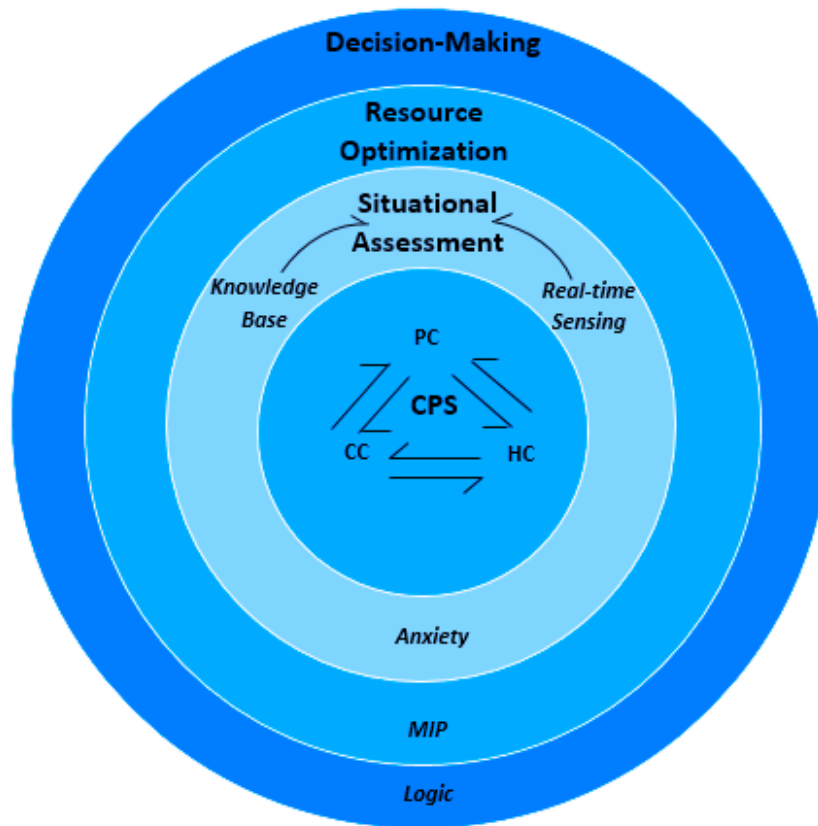 Decision-Making
Resource
Optimization
Situational
Assessment
Knowledge
Base
Real-time
Sensing
PC
CPS
CC
HC
Anxiety
MIP
Logic